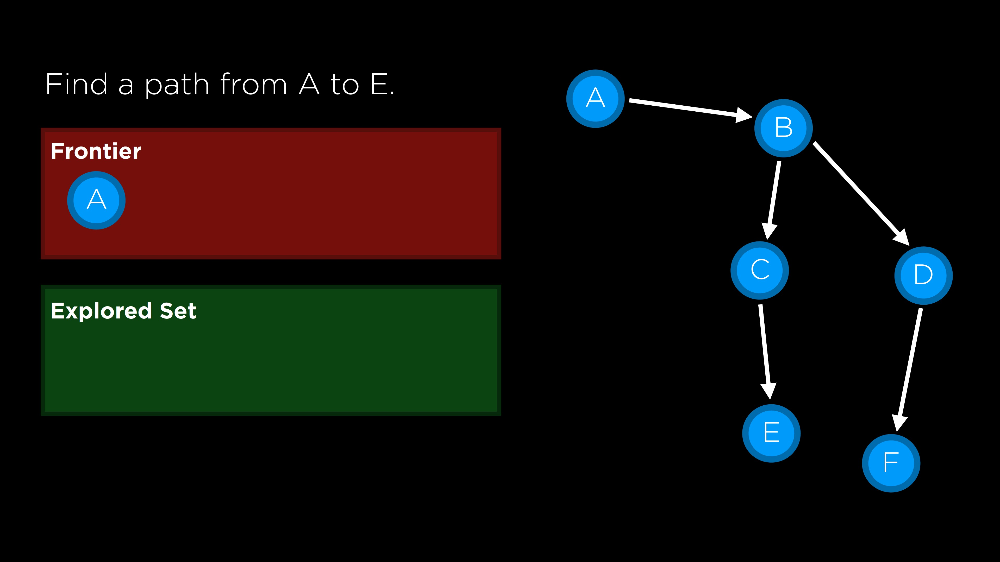 Find a path from A to E.
Frontier
A
Explored Set
A
B
C
D
E
F